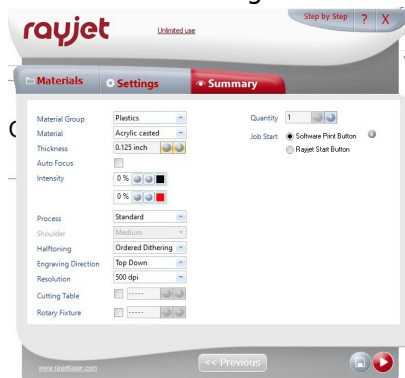 rayjet
Unlimited use
Step by Step ? X
Materials Settings Summary
Material Group Plastics Quantity 1
Material Acrylic casted Job Start Software Print Button
Thickness 0.125 inch Rayjet Start Button
Auto Focus
Intensity 0 %
0 %
Process Standard
Shoulder Medium
Halftoning Ordered Dithering
Engraving Direction Top Down
Resolution 500 dpi
Cutting Table -----
Rotary Fixture -----
<< Previous
www.rayjetlaser.com